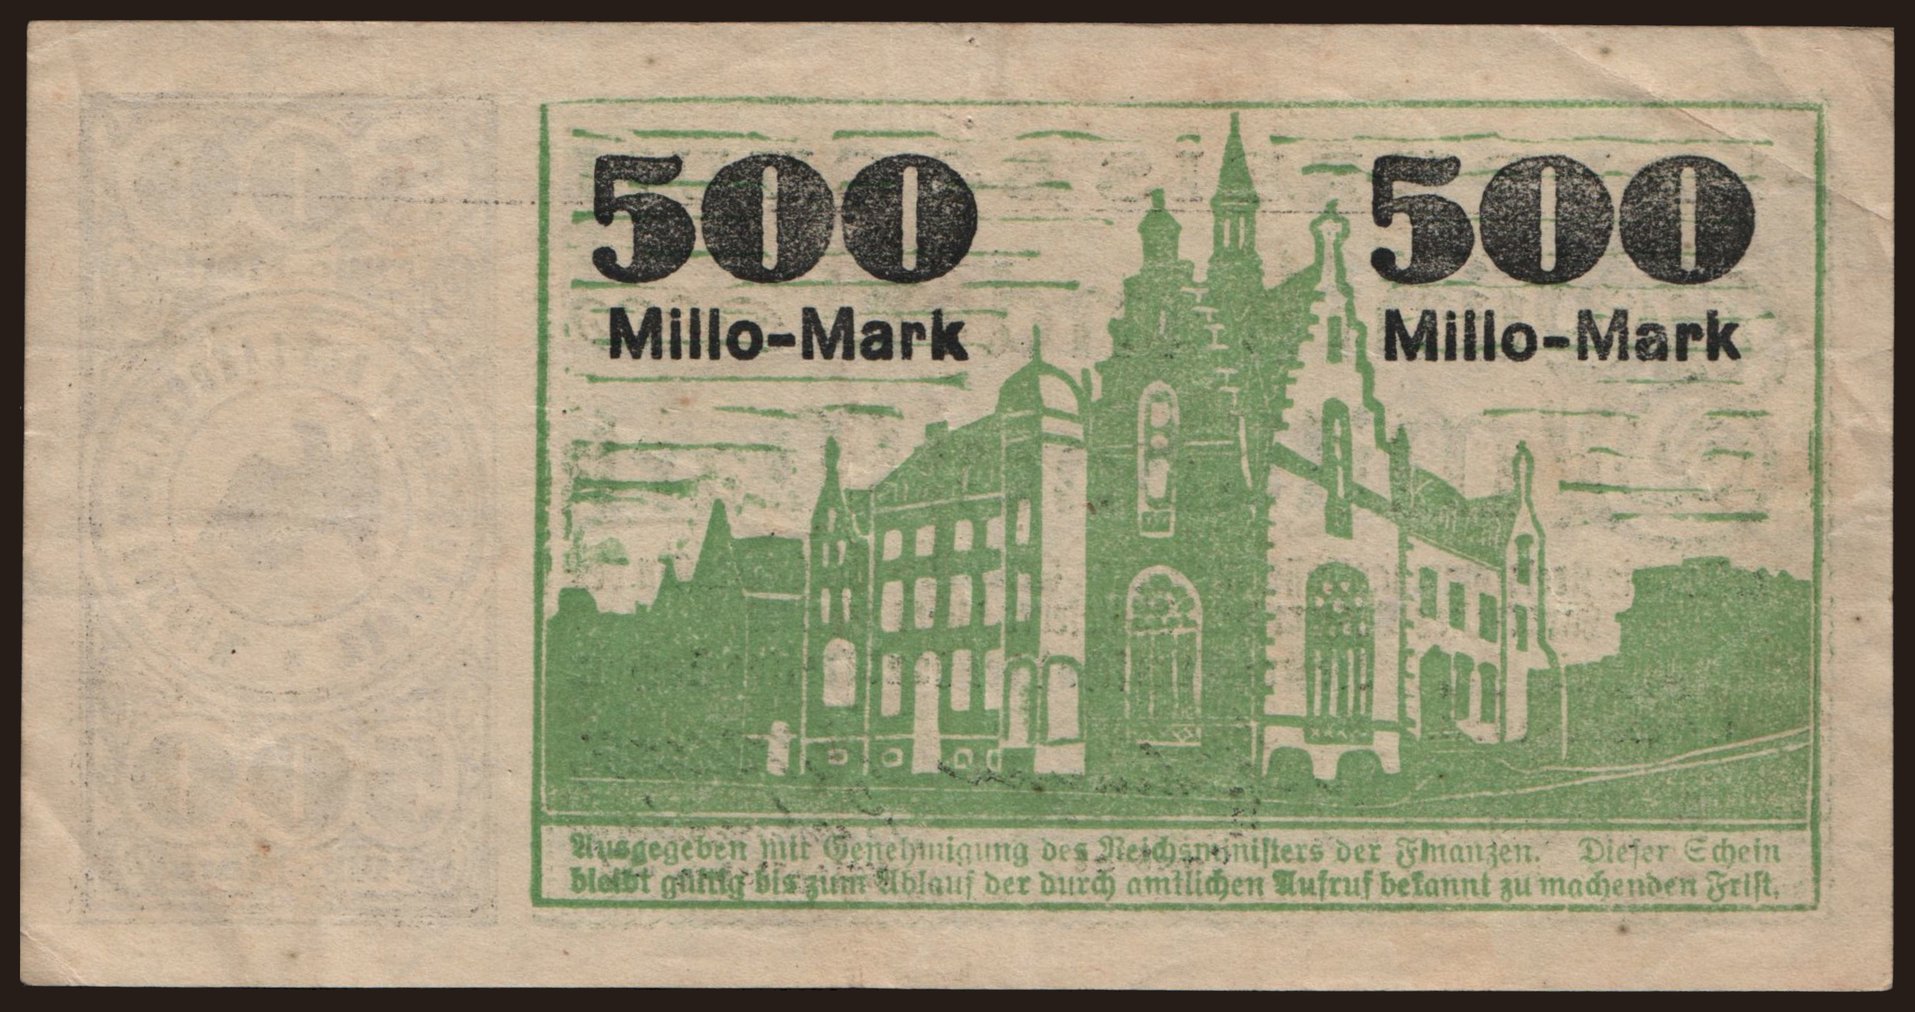 500 500
Millo-Mark Millo-Mark
Ausgegeben mit Genehmigung des Reichsministers der Finanzen. Dieser Schein
bleibt gültig bis zum Ablauf der durch amtlichen Aufruf bekannt zu machenden Frist.